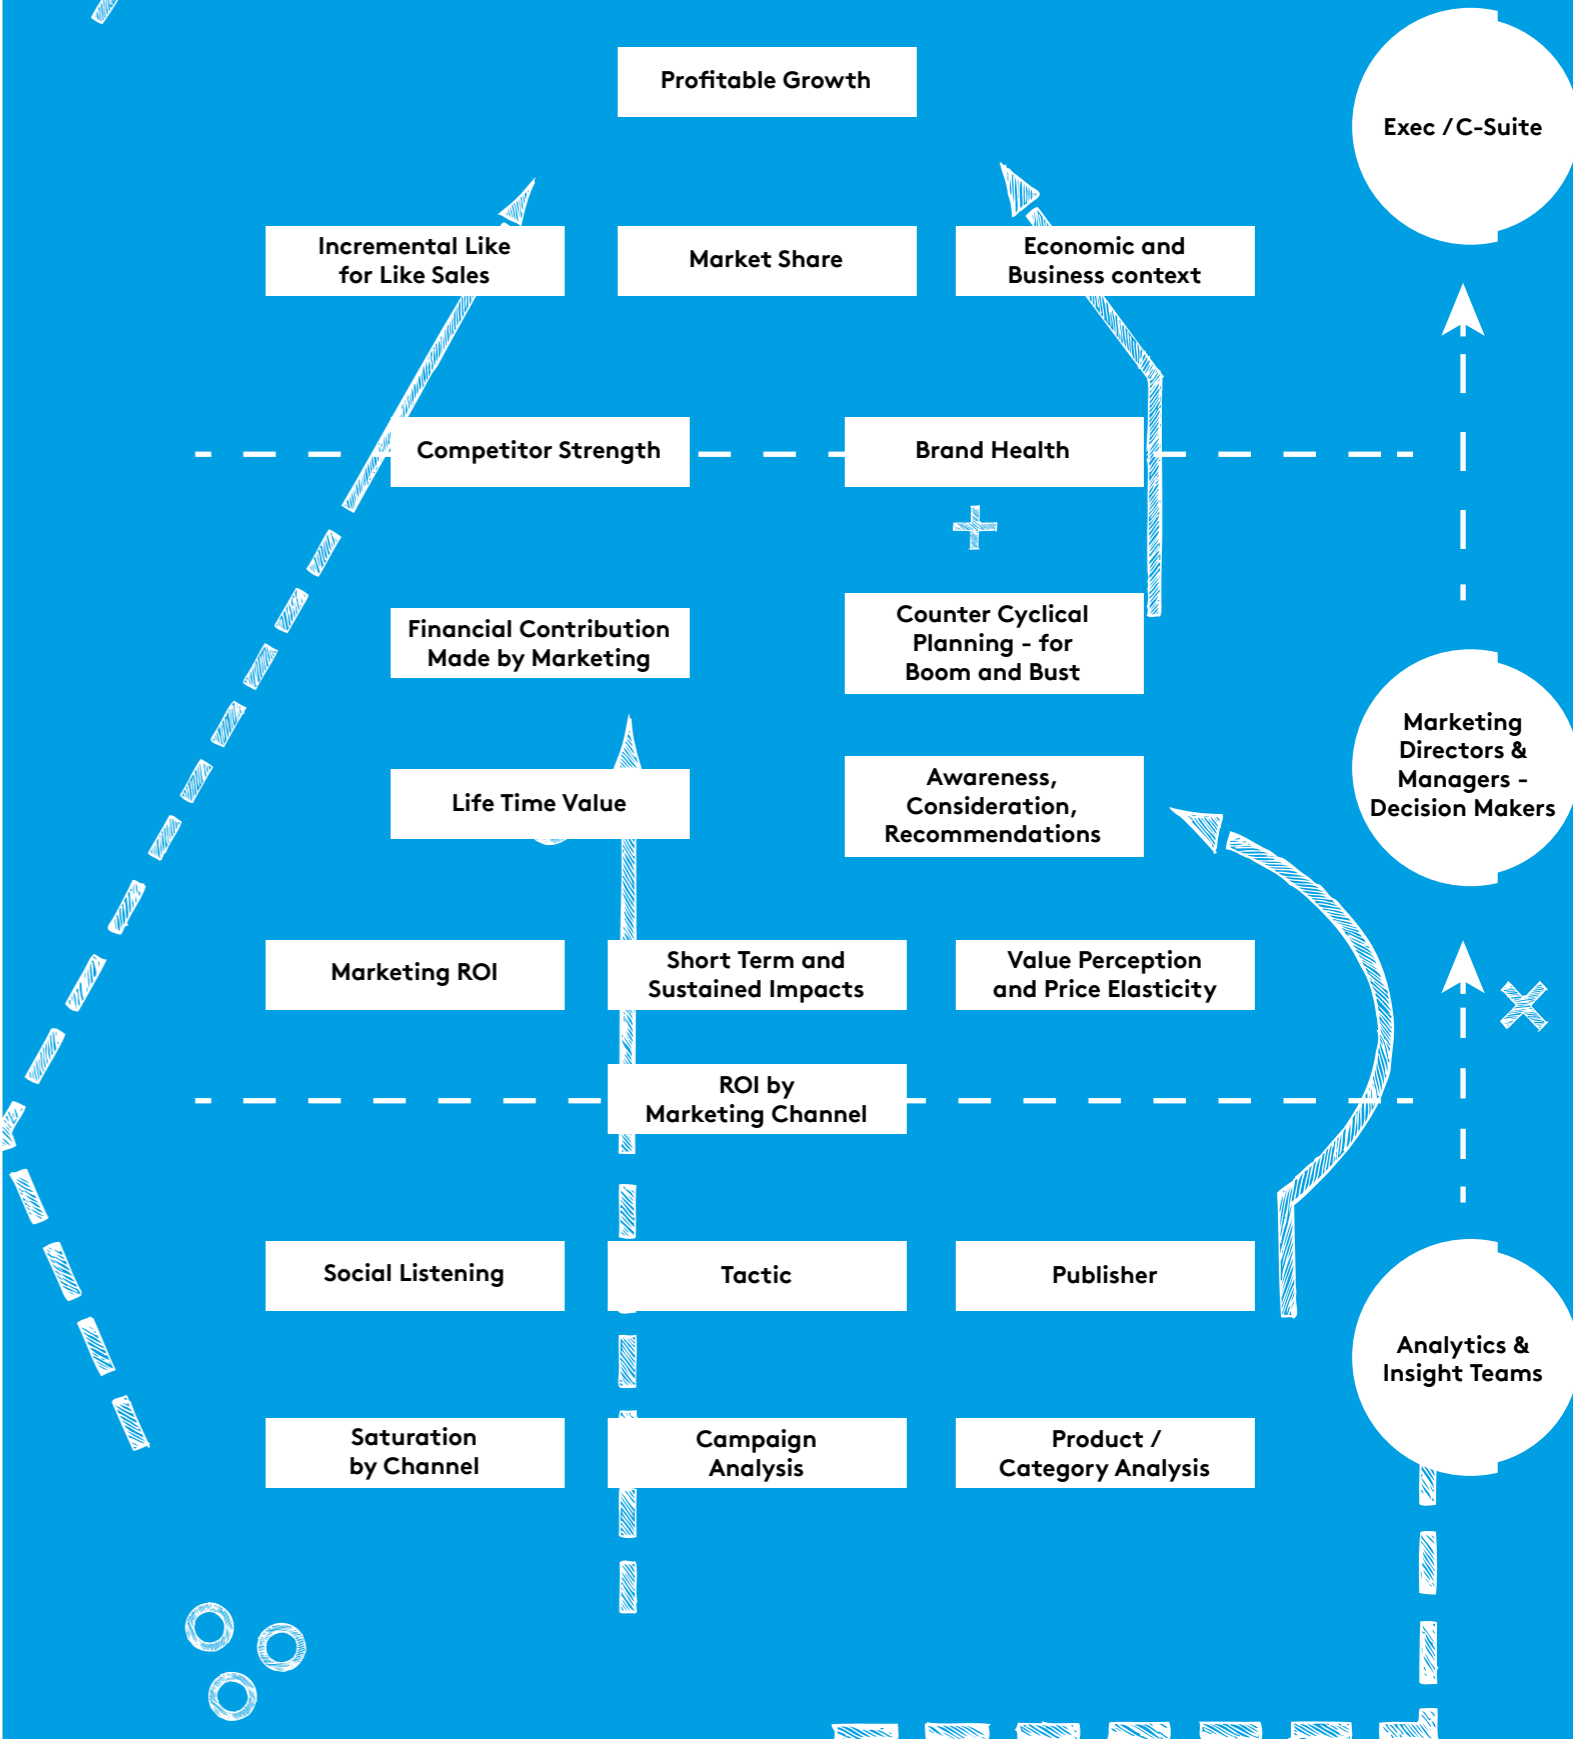 Profitable Growth
Exec / C-Suite
Incremental Like
for Like Sales
Market Share
Economic and
Business context
Competitor Strength
Brand Health
Financial Contribution
Made by Marketing
Counter Cyclical
Planning - for
Boom and Bust
Marketing
Directors &
Managers -
Decision Makers
Life Time Value
Awareness,
Consideration,
Recommendations
Marketing ROI
Short Term and
Sustained Impacts
Value Perception
and Price Elasticity
ROI by
Marketing Channel
Social Listening
Tactic
Publisher
Analytics &
Insight Teams
Saturation
by Channel
Campaign
Analysis
Product /
Category Analysis